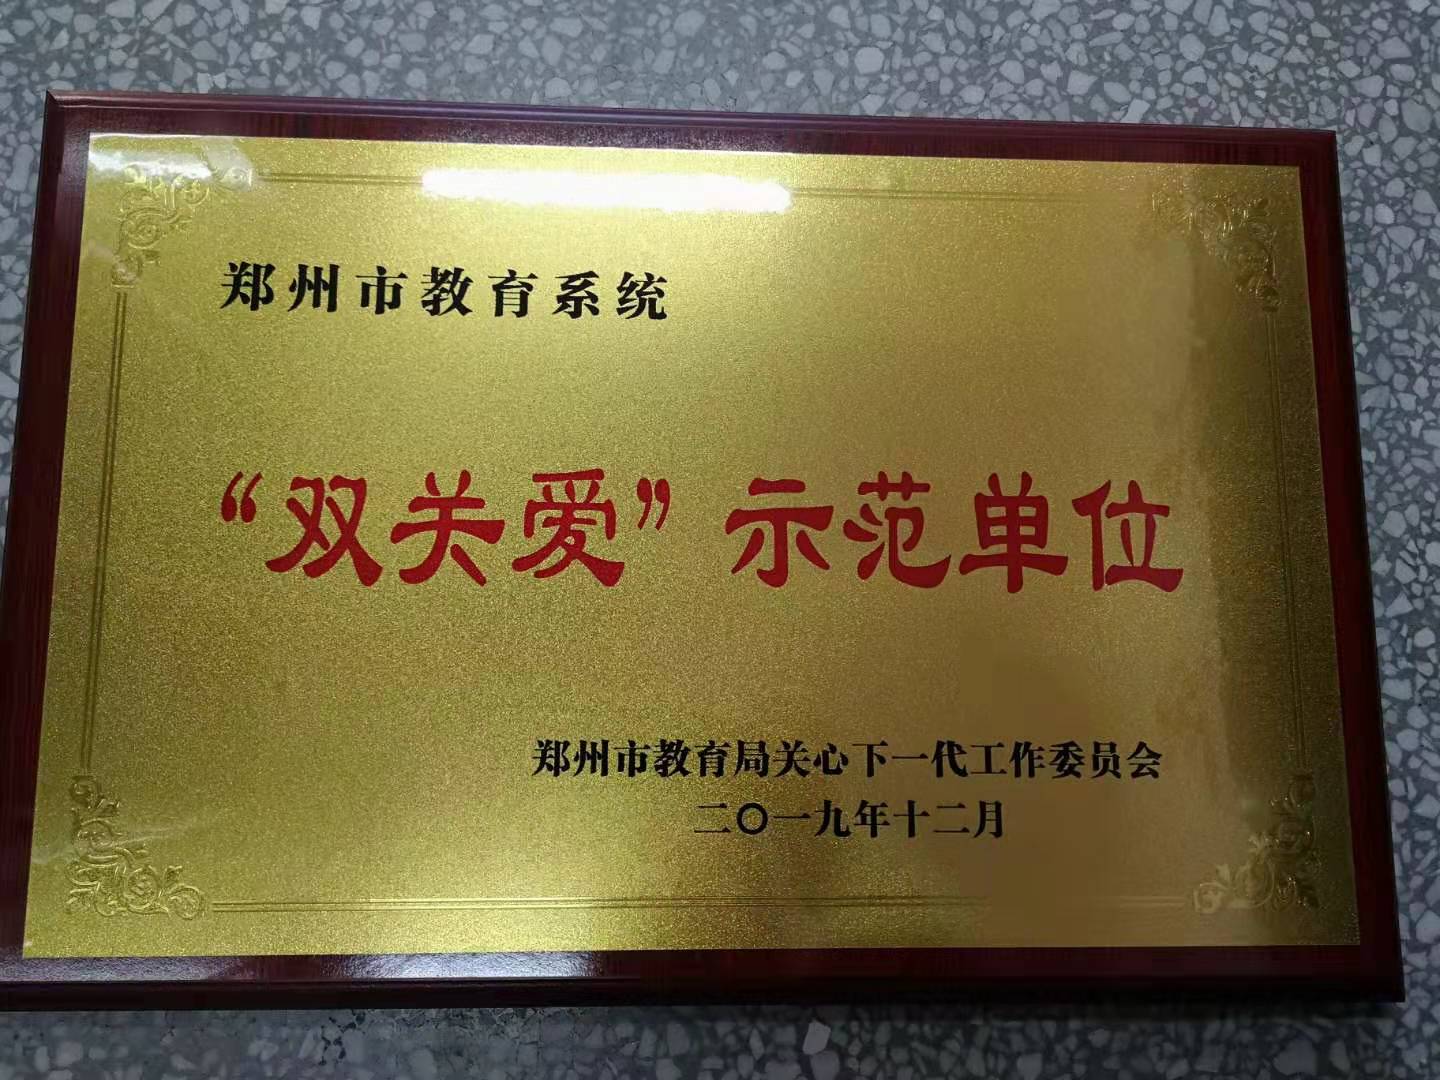 郑州市教育系统
“双关爱”示范单位
郑州市教育局关心下一代工作委员会
二〇一九年十二月